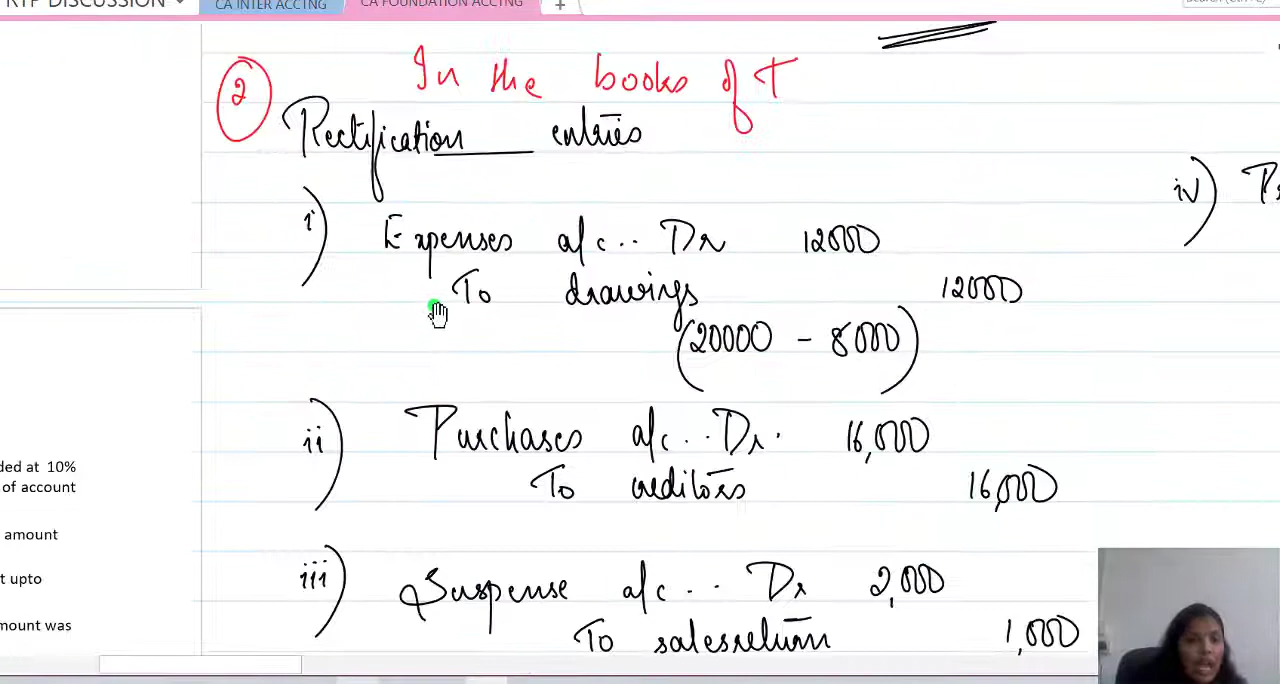 RTP DISCUSSION
CA INTER ACCTNG
CA FOUNDATION ACCTNG
+
2 In the books of T
Rectification entries
i) Expenses a/c.. Dr 12000
To drawings 12000
(20000 - 8000)
ii) Purchases a/c... Dr. 16,000
To creditors 16,000
iii) Suspense a/c... Dr 2,000
To salesreturn 1,000
iv)
ded at 10%
of account
amount
t upto
mount was